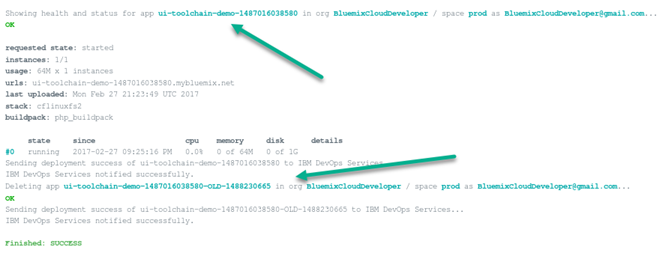 Showing health and status for app ui-toolchain-demo-1487016038580 in org BluemixCloudDeveloper / space prod as BluemixCloudDeveloper@gmail.com...
OK
requested state: started
instances: 1/1
usage: 64M x 1 instances
urls: ui-toolchain-demo-1487016038580.mybluemix.net
last uploaded: Mon Feb 27 21:23:49 UTC 2017
stack: cflinuxfs2
buildpack: php_buildpack
state since cpu memory disk details
#0 running 2017-02-27 09:25:16 PM 0.0% 0 of 64M 0 of 1G
Sending deployment success of ui-toolchain-demo-1487016038580 to IBM DevOps Services...
IBM DevOps Services notified successfully.
Deleting app ui-toolchain-demo-1487016038580-OLD-1488230665 in org BluemixCloudDeveloper / space prod as BluemixCloudDeveloper@gmail.com...
OK
Sending deployment success of ui-toolchain-demo-1487016038580-OLD-1488230665 to IBM DevOps Services...
IBM DevOps Services notified successfully.
Finished: SUCCESS